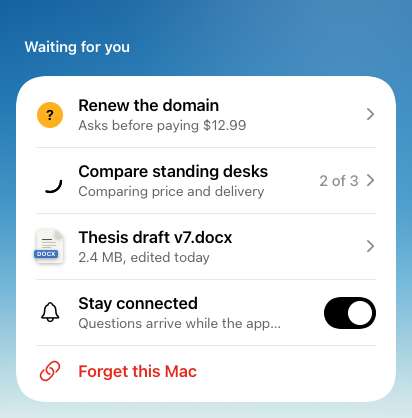 Waiting for you
?
Renew the domain
Asks before paying $12.99
Compare standing desks
Comparing price and delivery
2 of 3
DOCX
Thesis draft v7.docx
2.4 MB, edited today
Stay connected
Questions arrive while the app...
Forget this Mac